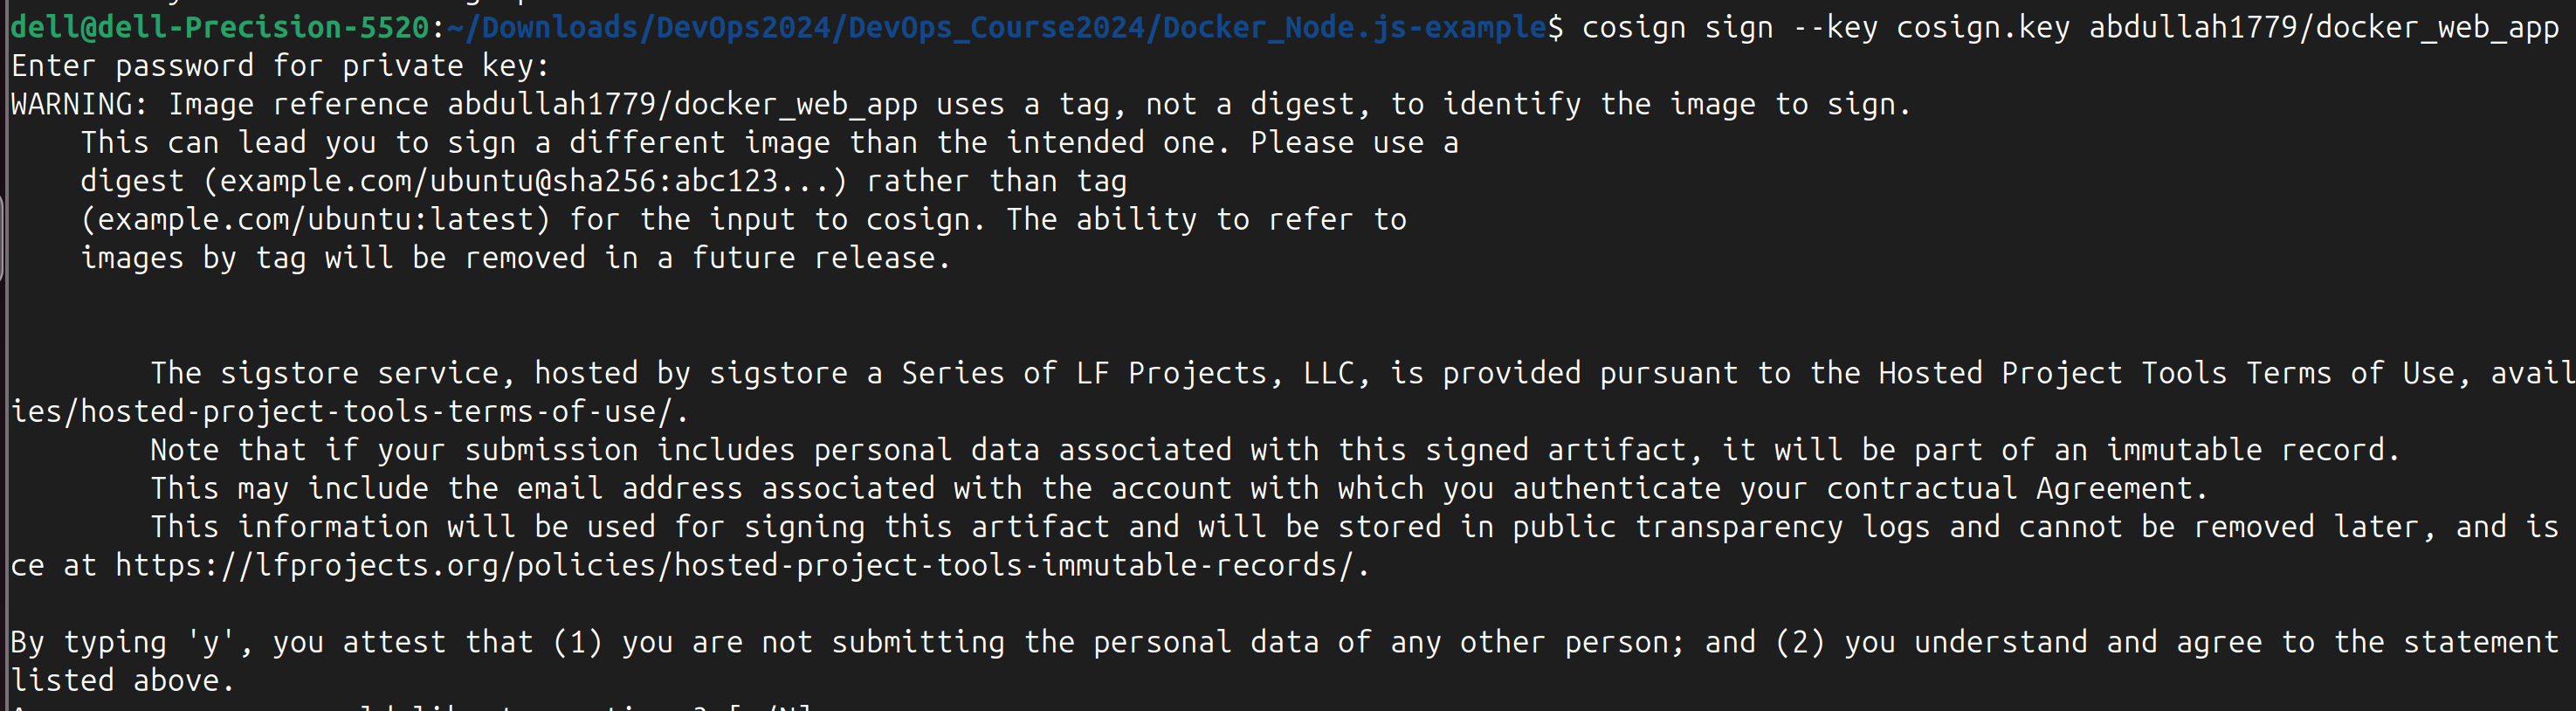 dell@dell-Precision-5520:~/Downloads/DevOps2024/DevOps_Course2024/Docker_Node.js-example$ cosign sign --key cosign.key abdullah1779/docker_web_app
Enter password for private key:
WARNING: Image reference abdullah1779/docker_web_app uses a tag, not a digest, to identify the image to sign.
    This can lead you to sign a different image than the intended one. Please use a
    digest (example.com/ubuntu@sha256:abc123...) rather than tag
    (example.com/ubuntu:latest) for the input to cosign. The ability to refer to
    images by tag will be removed in a future release.
        The sigstore service, hosted by sigstore a Series of LF Projects, LLC, is provided pursuant to the Hosted Project Tools Terms of Use, avail
ies/hosted-project-tools-terms-of-use/.
        Note that if your submission includes personal data associated with this signed artifact, it will be part of an immutable record.
        This may include the email address associated with the account with which you authenticate your contractual Agreement.
        This information will be used for signing this artifact and will be stored in public transparency logs and cannot be removed later, and is
ce at https://lfprojects.org/policies/hosted-project-tools-immutable-records/.
By typing 'y', you attest that (1) you are not submitting the personal data of any other person; and (2) you understand and agree to the statement
listed above.